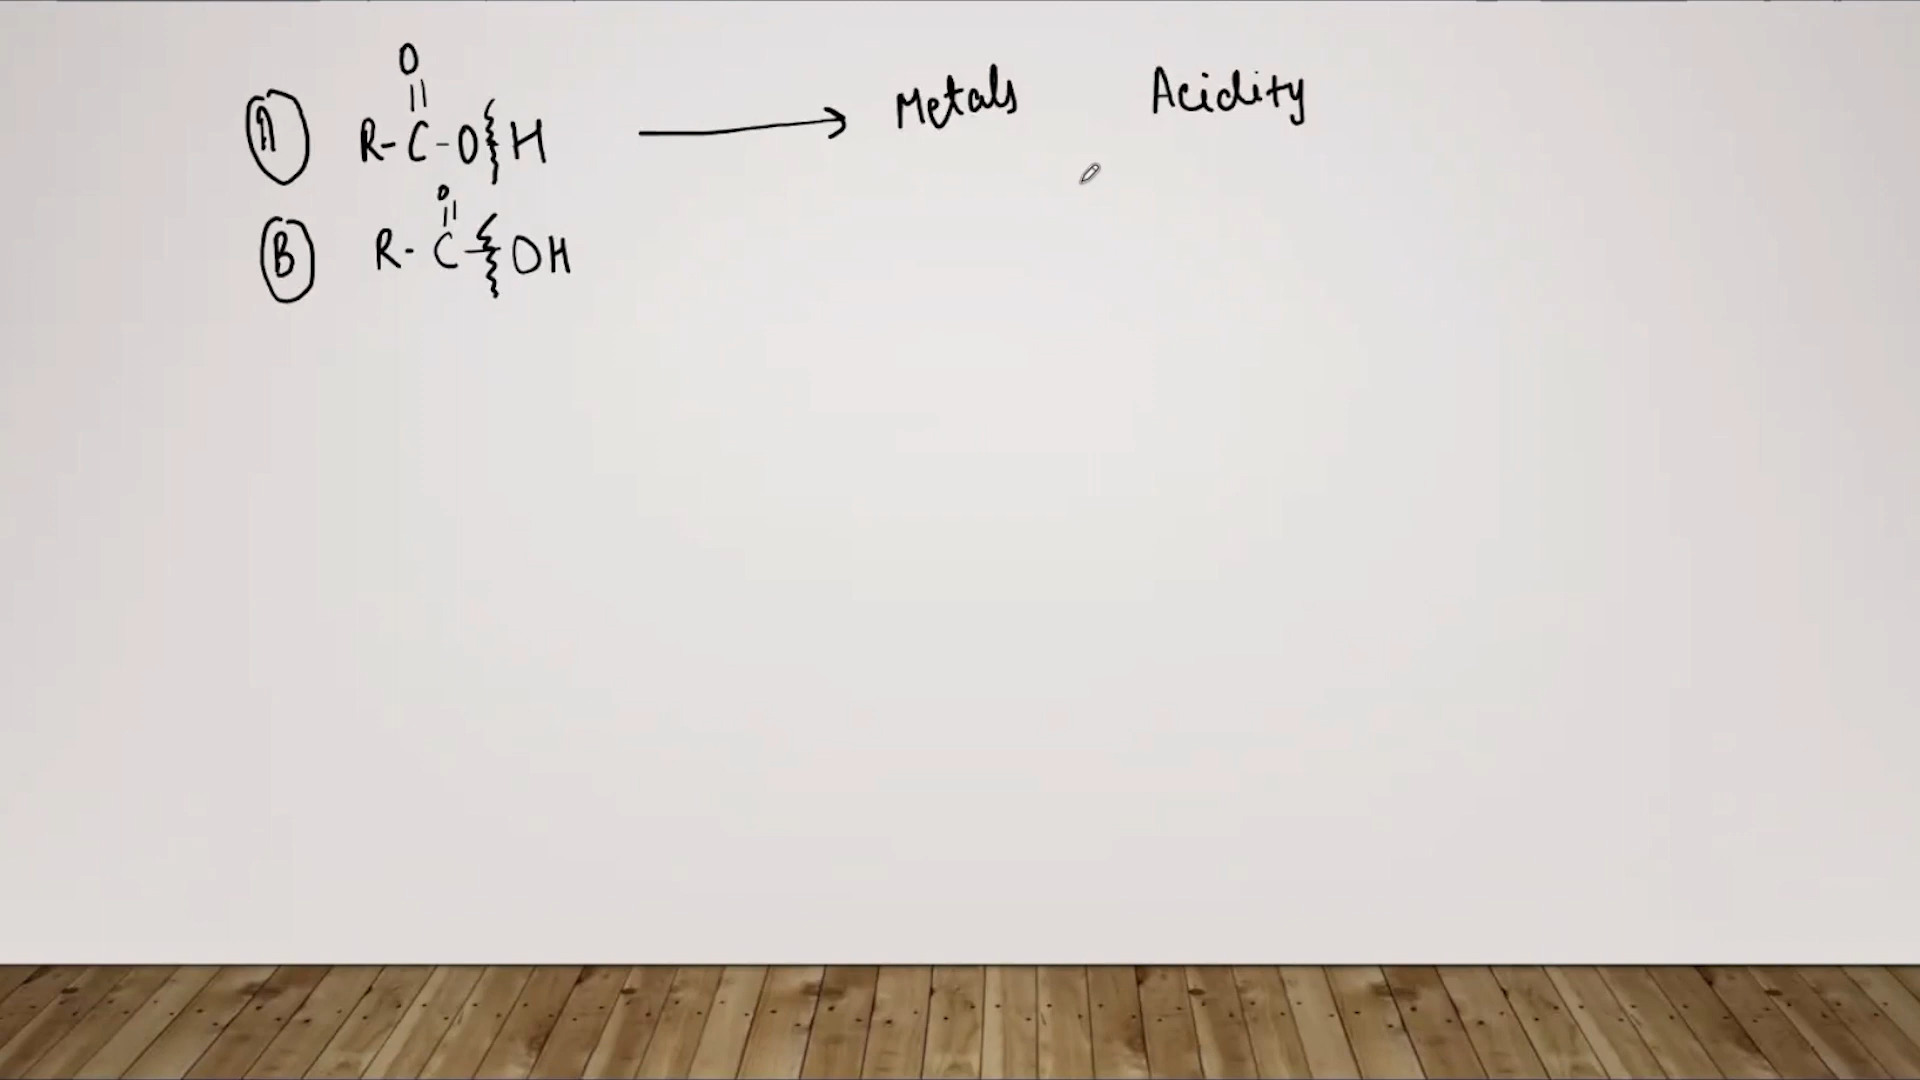 O
||
(A) R-C-O}H → Metals Acidity
O
||
(B) R-C-}OH